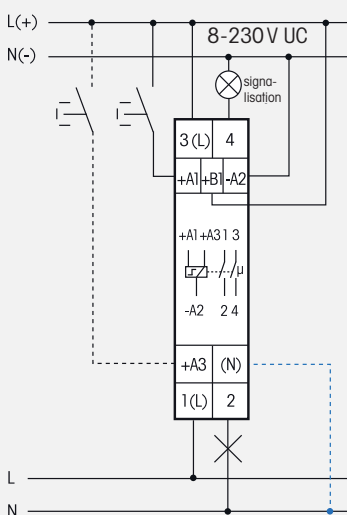 L(+)
8-230 V UC
N(-)
signa-
lisation
3 (L) 4
+A1 +B1 -A2
+A1 +A3 1 3
µ
-A2 2 4
+A3 (N)
1 (L) 2
L
N